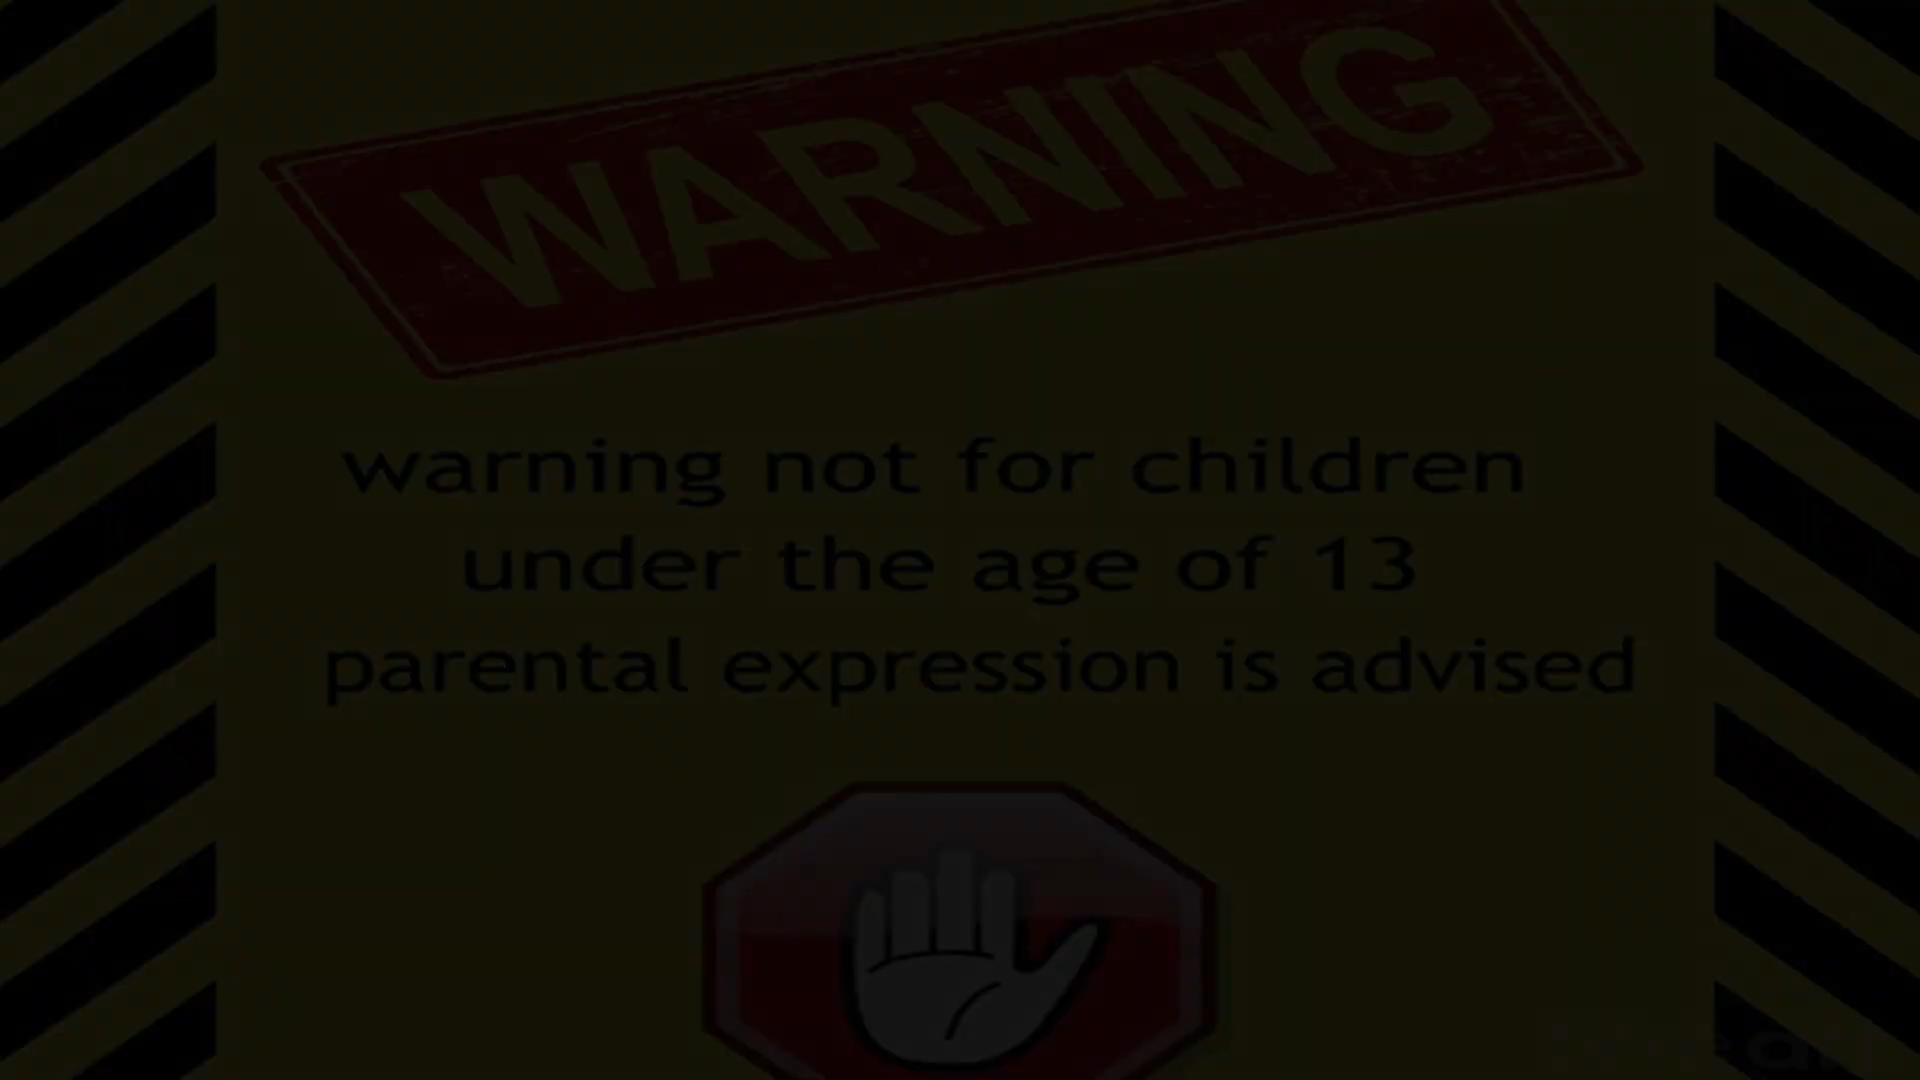 WARNING
warning not for children
under the age of 13
parental expression is advised